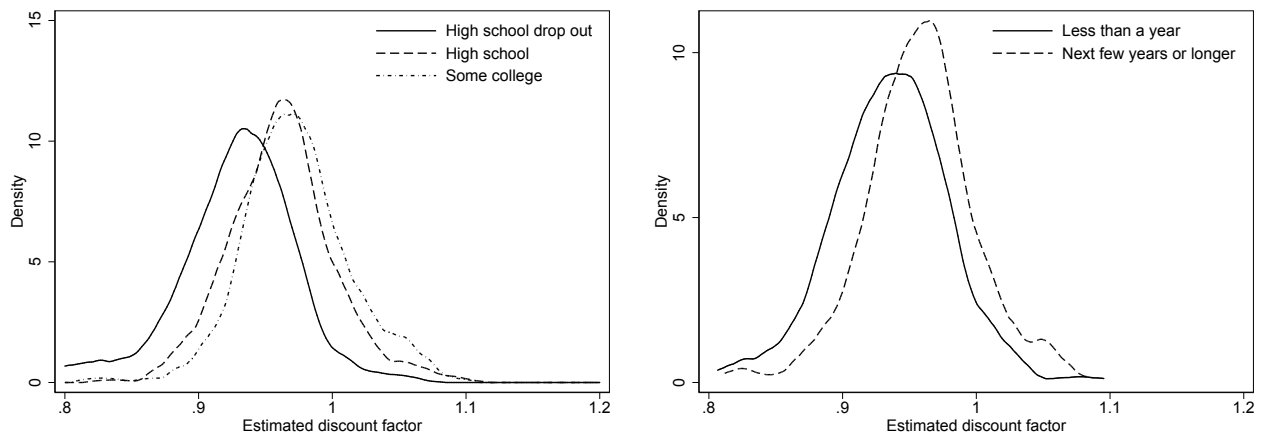 15
10
5
0
Density
High school drop out
High school
Some college
.8
.9
1
1.1
1.2
Estimated discount factor
10
5
0
Density
Less than a year
Next few years or longer
.8
.9
1
1.1
1.2
Estimated discount factor